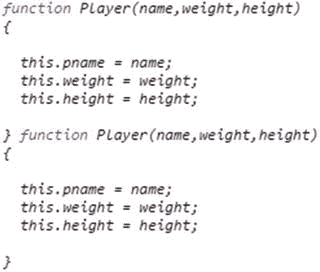 function Player(name,weight,height)
{
this.pname = name;
this.weight = weight;
this.height = height;
} function Player(name,weight,height)
{
this.pname = name;
this.weight = weight;
this.height = height;
}